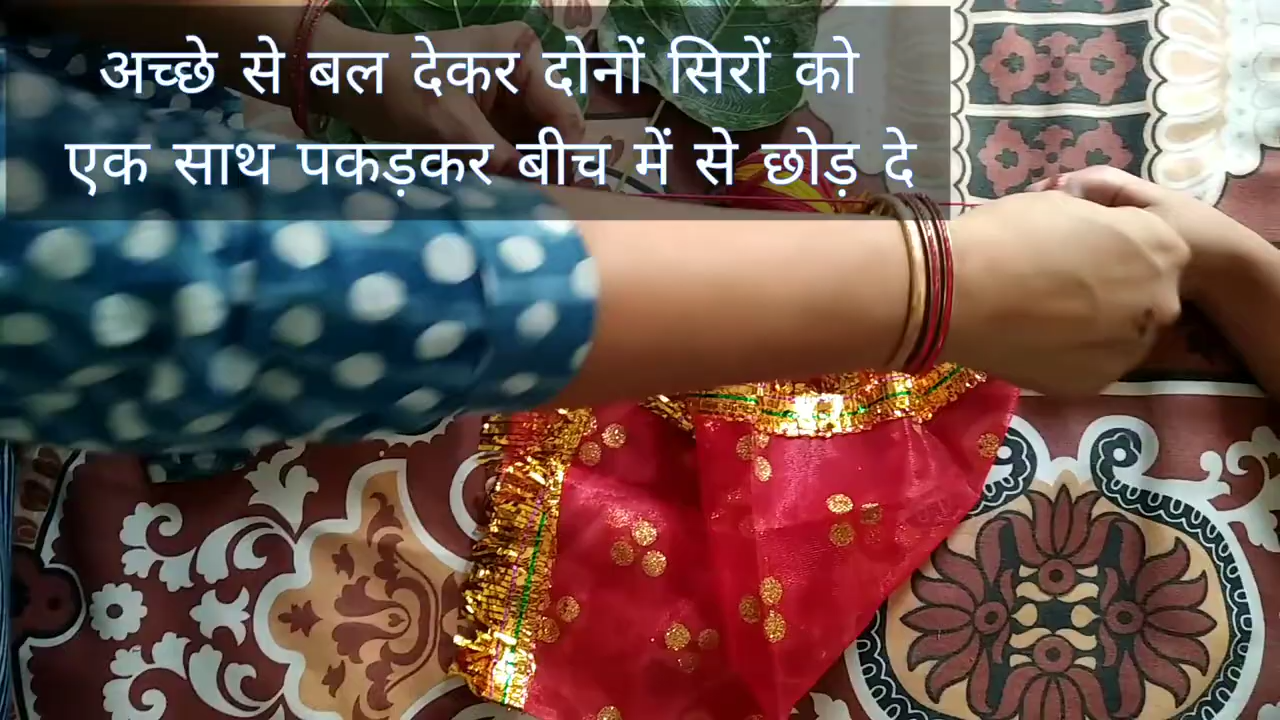 अच्छे से बल देकर दोनों सिरों को
एक साथ पकड़कर बीच में से छोड़ दे